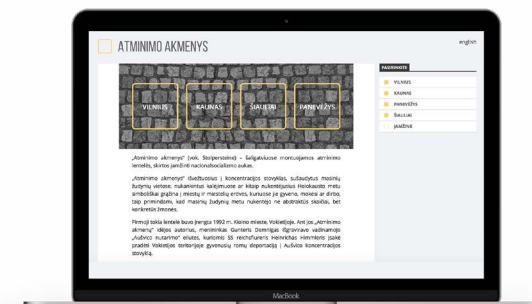 ATMINIMO AKMENYS
english
VILNIUS
KAUNAS
ŠIAULIAI
PANEVĖŽYS
PASIRINKITE
VILNIUS
KAUNAS
PANEVĖŽYS
ŠIAULIAI
ĮAMŽINK
„Atminimo akmenys“ (vok. Stolpersteine) – šaligatviuose montuojamos atminimo
lentelės, skirtos įamžinti nacionalsocializmo aukas.
„Atminimo akmenys“ išvežtuosius į koncentracijos stovyklas, sušaudytus masinių
žudynių vietose, nukankintus kalėjimuose ar kitaip nukentėjusius Holokausto metu
simboliškai grąžina į miestų ir miestelių erdves, kuriuose jie gyveno, mokėsi ar dirbo,
taip primindami, kad masinių žudynių metu nukentėjo ne abstraktūs skaičiai, bet
konkretūs žmonės.
Pirmoji tokia lentelė buvo įrengta 1992 m. Kiolno mieste, Vokietijoje. Ant jos „Atminimo
akmenų“ idėjos autorius, menininkas Gunteris Demnigas išgraviravo vadinamojo
„Aušvico nutarimo“ eilutes, kuriomis SS reichsfiureris Heinrichas Himmleris įsakė
pradėti Vokietijos teritorijoje gyvenusių romų deportaciją į Aušvico koncentracijos
stovyklą.
MacBook